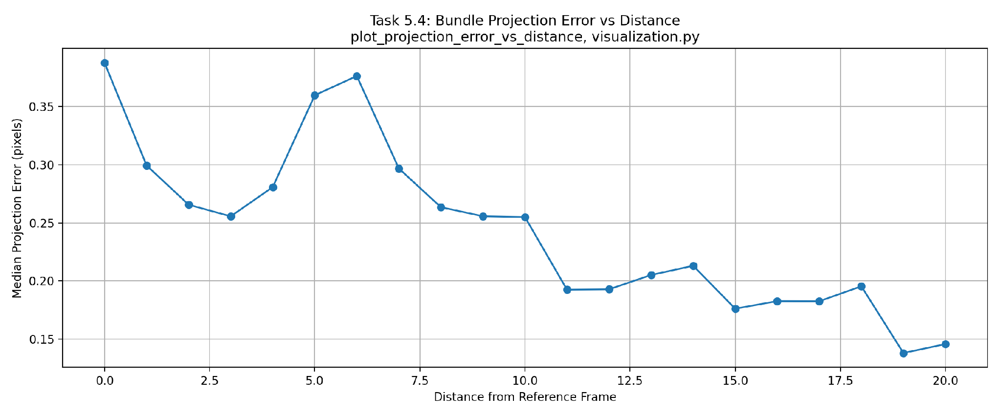 Task 5.4: Bundle Projection Error vs Distance
plot_projection_error_vs_distance, visualization.py
Median Projection Error (pixels)
0.35
0.30
0.25
0.20
0.15
0.0 2.5 5.0 7.5 10.0 12.5 15.0 17.5 20.0
Distance from Reference Frame